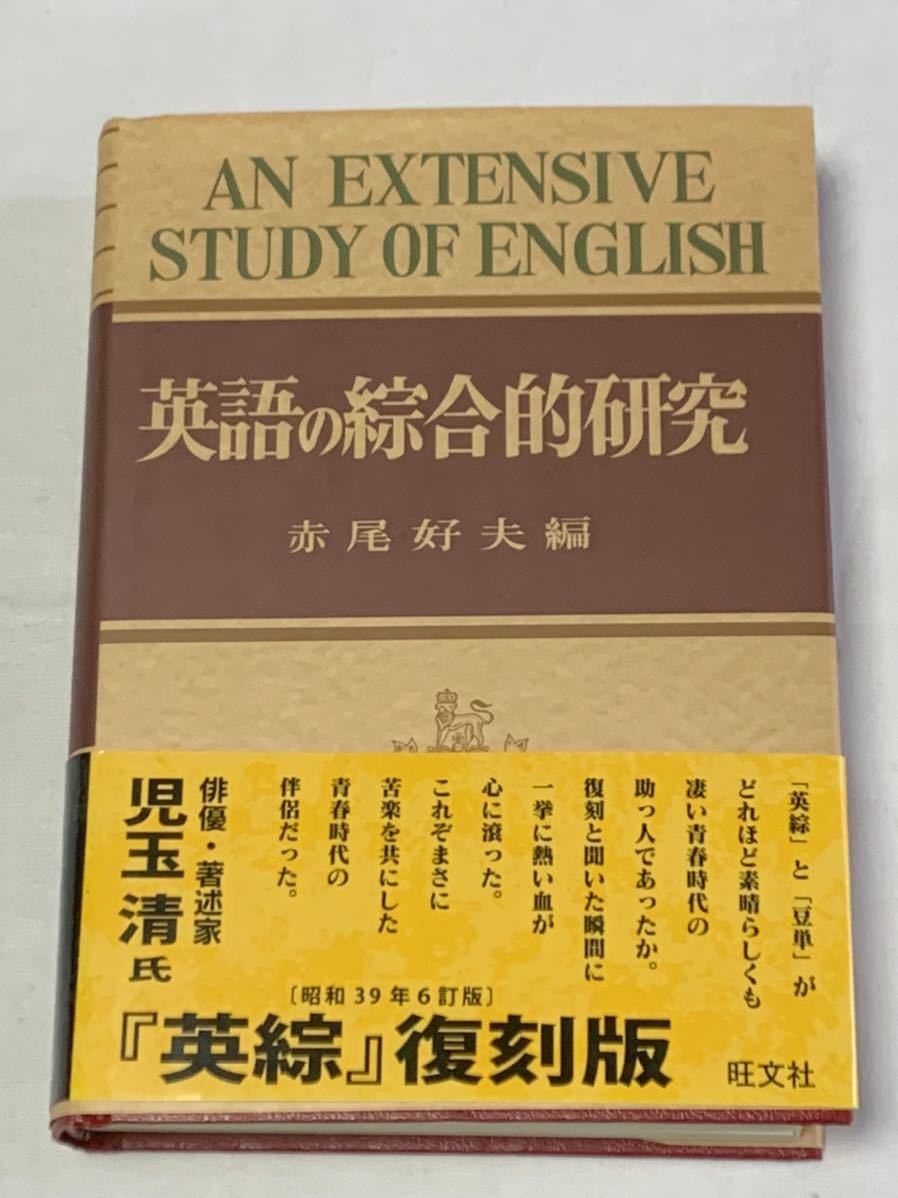 AN EXTENSIVE
STUDY OF ENGLISH
英語の綜合的研究
赤尾好夫編
「英綜」と「豆単」が
どれほど素晴らしくも
凄い青春時代の
助っ人であったか。
復刻と聞いた瞬間に
一挙に熱い血が
心に滾った。
これぞまさに
苦楽を共にした
青春時代の
伴侶だった。
俳優・著述家
児玉 清 氏
〔昭和39年6訂版〕
『英綜』復刻版
旺文社